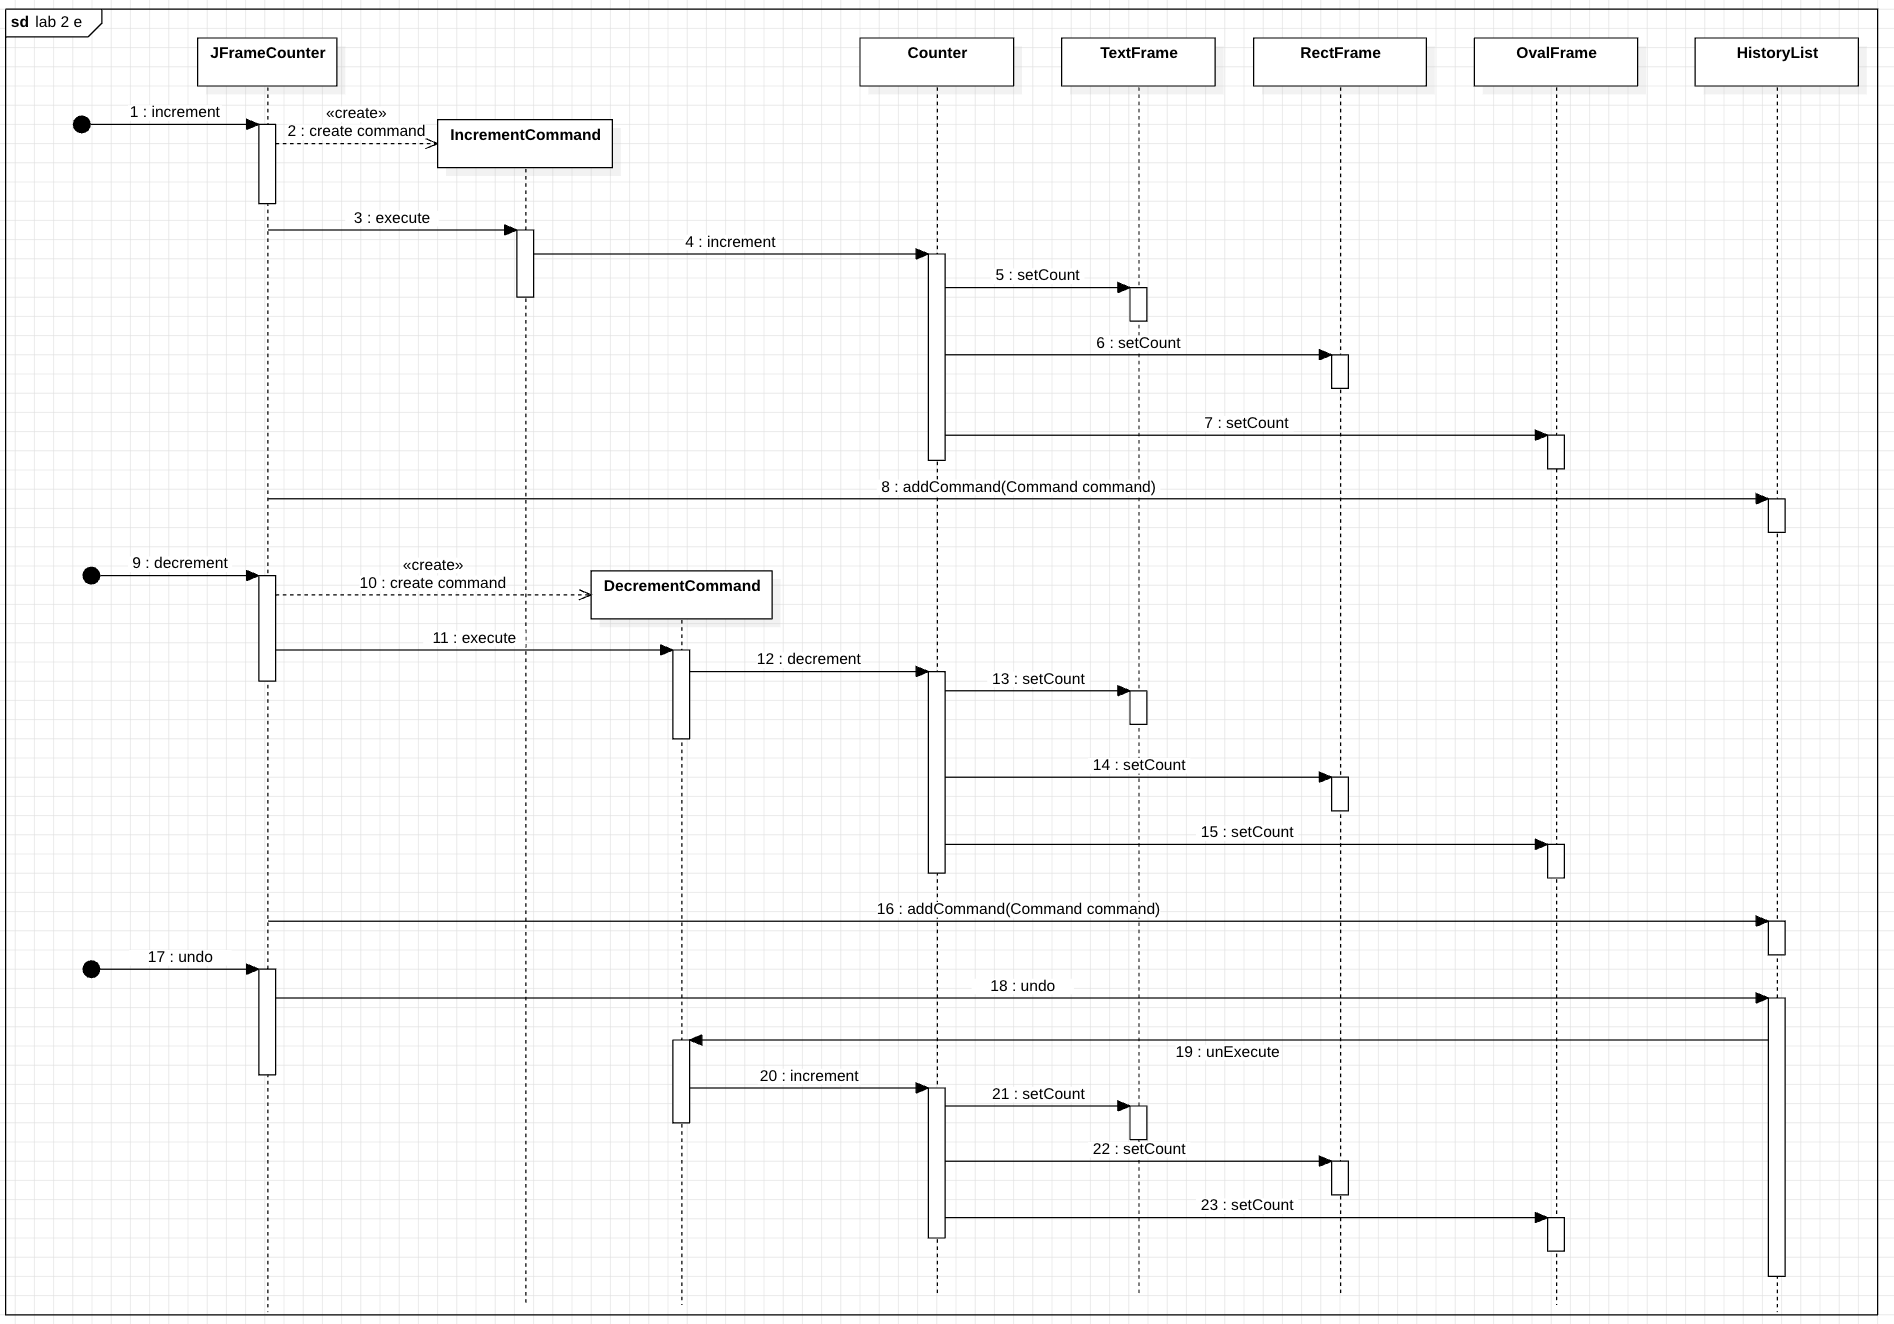 sd lab 2 e
JFrameCounter
Counter
TextFrame
RectFrame
OvalFrame
HistoryList
1 : increment
«create»
2 : create command
IncrementCommand
3 : execute
4 : increment
5 : setCount
6 : setCount
7 : setCount
8 : addCommand(Command command)
9 : decrement
«create»
10 : create command
DecrementCommand
11 : execute
12 : decrement
13 : setCount
14 : setCount
15 : setCount
16 : addCommand(Command command)
17 : undo
18 : undo
19 : unExecute
20 : increment
21 : setCount
22 : setCount
23 : setCount